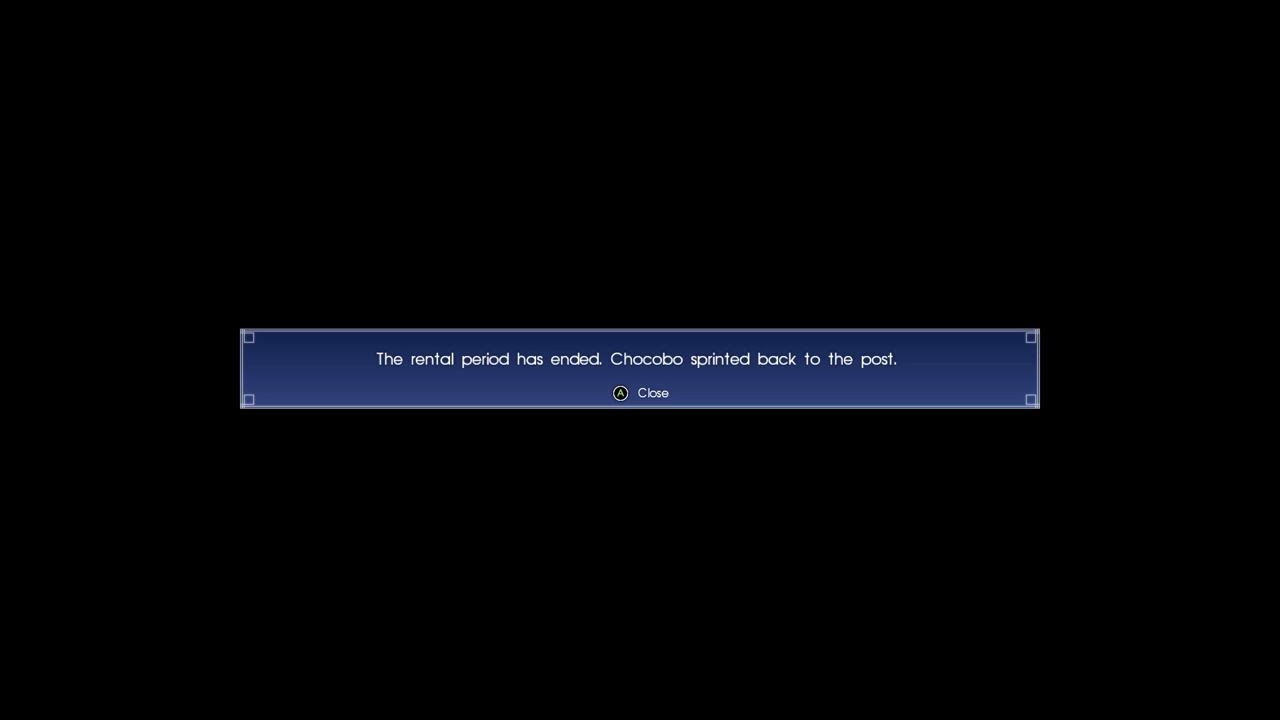 The rental period has ended. Chocobo sprinted back to the post.
A Close